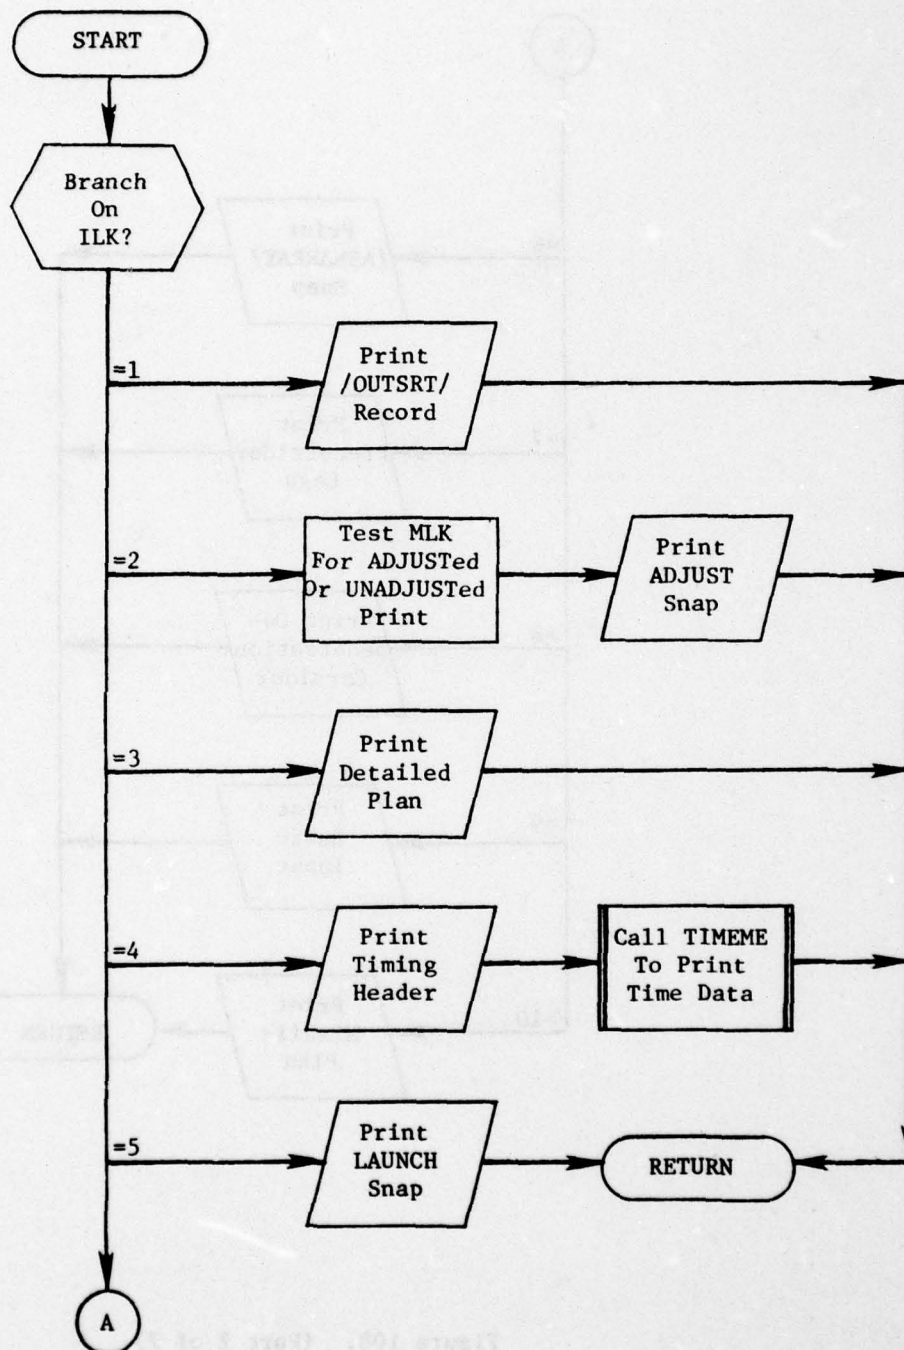 START
Branch
On
ILK?
=1
Print
/OUTSRT/
Record
=2
Test MLK
For ADJUSTed
Or UNADJUSTed
Print
Print
ADJUST
Snap
=3
Print
Detailed
Plan
=4
Print
Timing
Header
Call TIMEME
To Print
Time Data
=5
Print
LAUNCH
Snap
RETURN
A